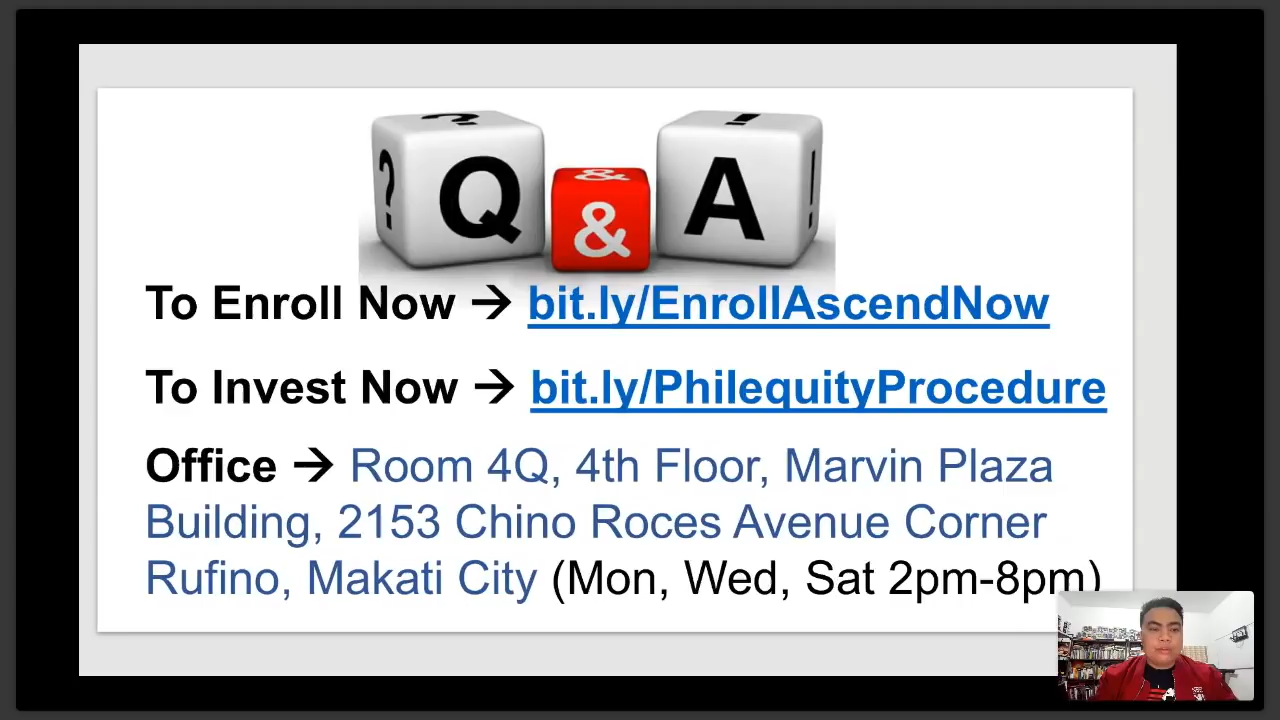 ? Q & & ! A !
?
To Enroll Now → bit.ly/EnrollAscendNow
To Invest Now → bit.ly/PhilequityProcedure
Office → Room 4Q, 4th Floor, Marvin Plaza
Building, 2153 Chino Roces Avenue Corner
Rufino, Makati City (Mon, Wed, Sat 2pm-8pm)